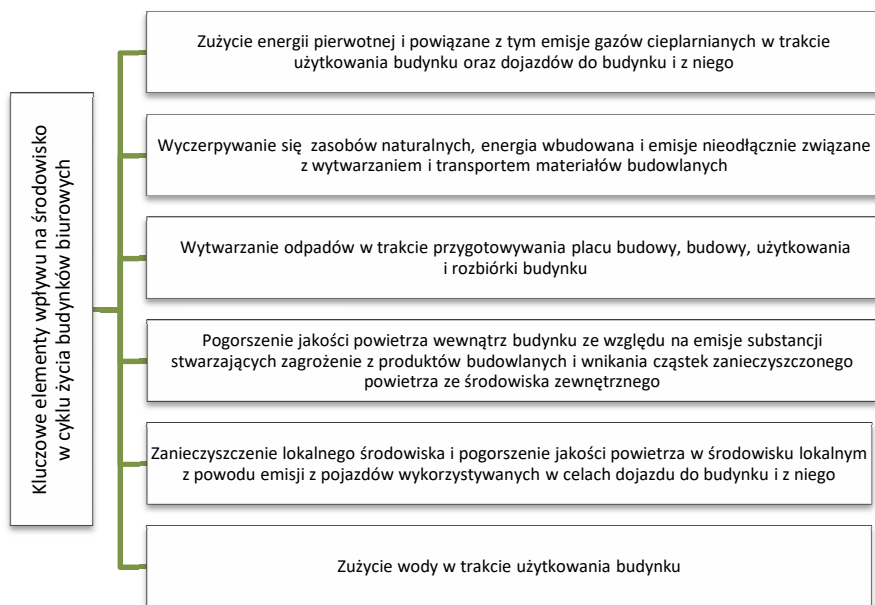 Kluczowe elementy wpływu na środowisko
w cyklu życia budynków biurowych
Zużycie energii pierwotnej i powiązane z tym emisje gazów cieplarnianych w trakcie
użytkowania budynku oraz dojazdów do budynku i z niego
Wyczerpywanie się zasobów naturalnych, energia wbudowana i emisje nieodłącznie związane
z wytwarzaniem i transportem materiałów budowlanych
Wytwarzanie odpadów w trakcie przygotowywania placu budowy, budowy, użytkowania
i rozbiórki budynku
Pogorszenie jakości powietrza wewnątrz budynku ze względu na emisje substancji
stwarzających zagrożenie z produktów budowlanych i wnikania cząstek zanieczyszczonego
powietrza ze środowiska zewnętrznego
Zanieczyszczenie lokalnego środowiska i pogorszenie jakości powietrza w środowisku lokalnym
z powodu emisji z pojazdów wykorzystywanych w celach dojazdu do budynku i z niego
Zużycie wody w trakcie użytkowania budynku